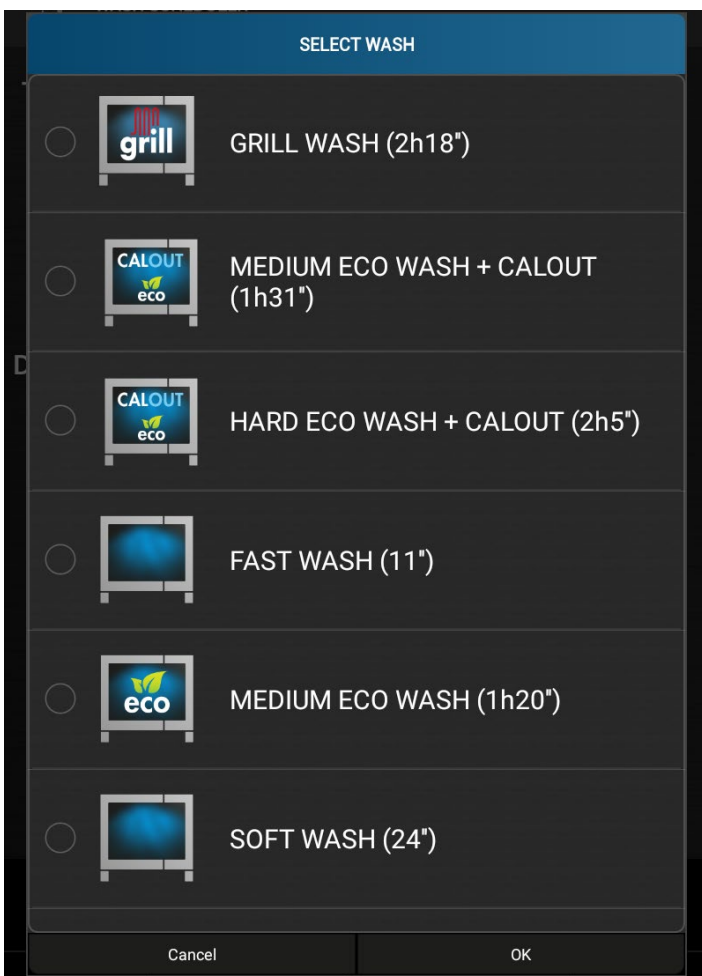 SELECT WASH
grill
GRILL WASH (2h18")
CALOUT
eco
MEDIUM ECO WASH + CALOUT
(1h31")
CALOUT
eco
HARD ECO WASH + CALOUT (2h5")
FAST WASH (11")
eco
MEDIUM ECO WASH (1h20")
SOFT WASH (24")
Cancel
OK